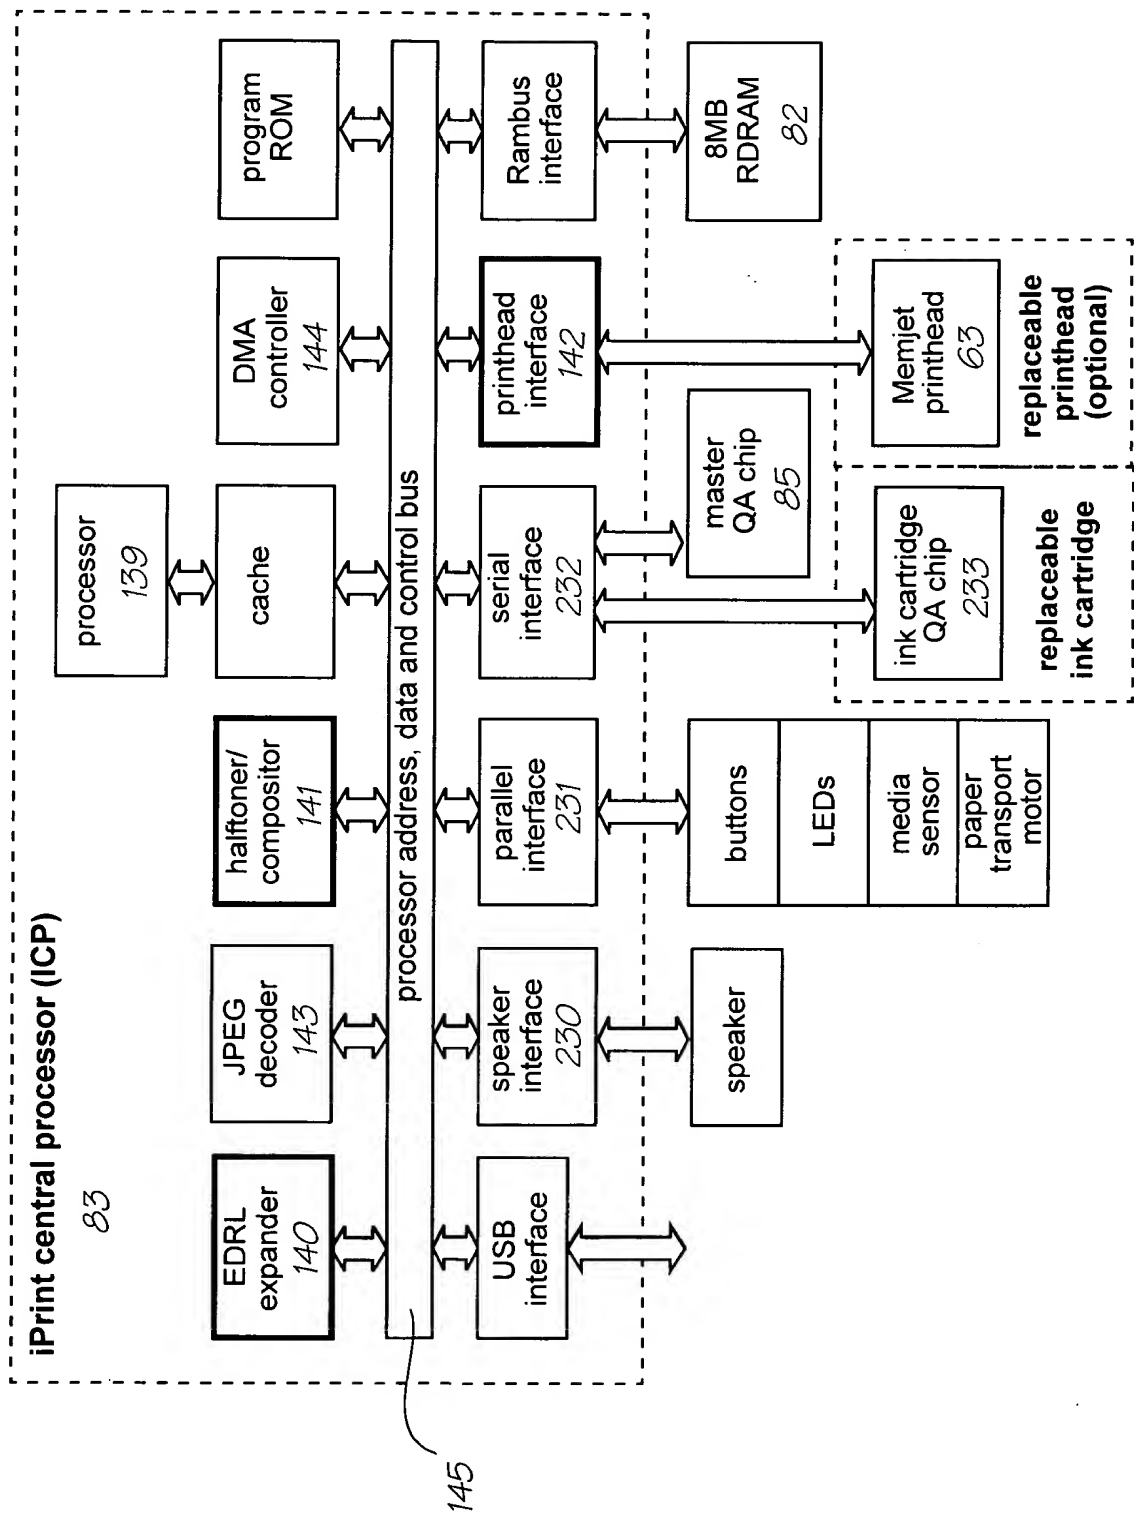 iPrint central processor (ICP)
83
processor
139
EDRL
expander
140
JPEG
decoder
143
halftoner/
compositor
141
cache
DMA
controller
144
program
ROM
processor address, data and control bus
145
USB
interface
speaker
interface
230
parallel
interface
231
serial
interface
232
printhead
interface
142
Rambus
interface
speaker
buttons
LEDs
media
sensor
paper
transport
motor
master
QA chip
85
8MB
RDRAM
82
ink cartridge
QA chip
233
replaceable
ink cartridge
Memjet
printhead
63
replaceable
printhead
(optional)